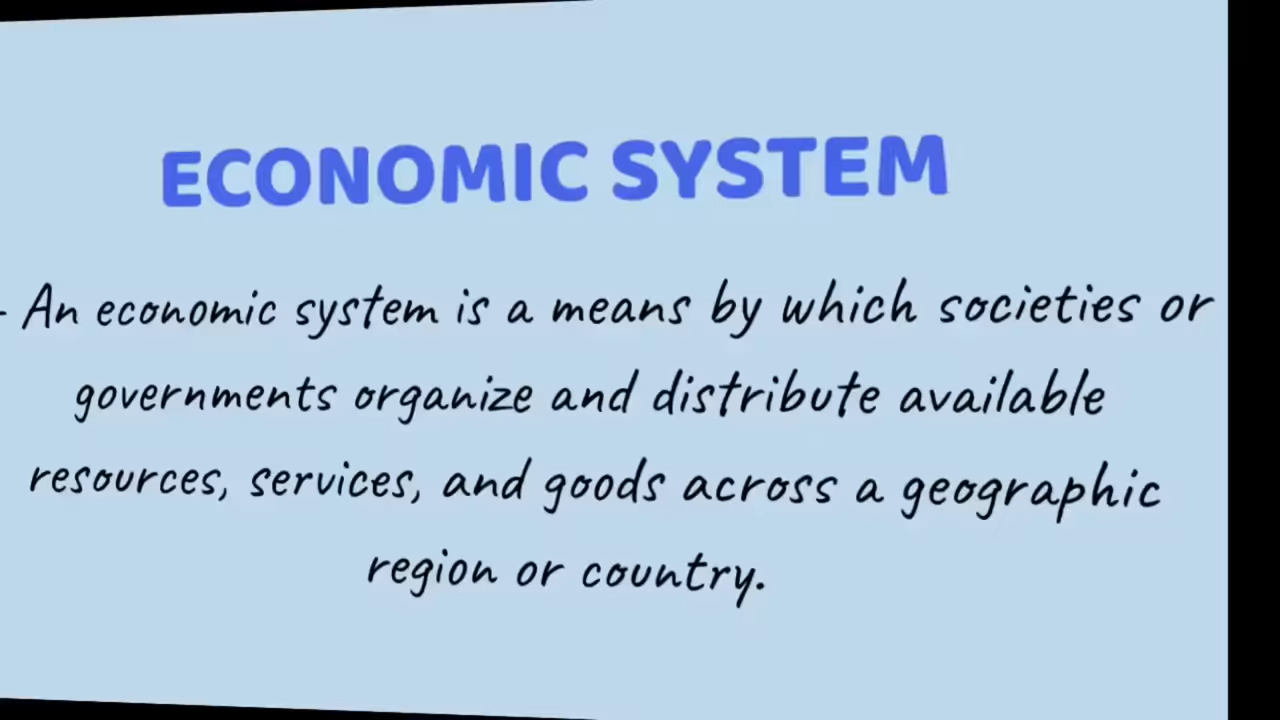 ECONOMIC SYSTEM
- An economic system is a means by which societies or
governments organize and distribute available
resources, services, and goods across a geographic
region or country.